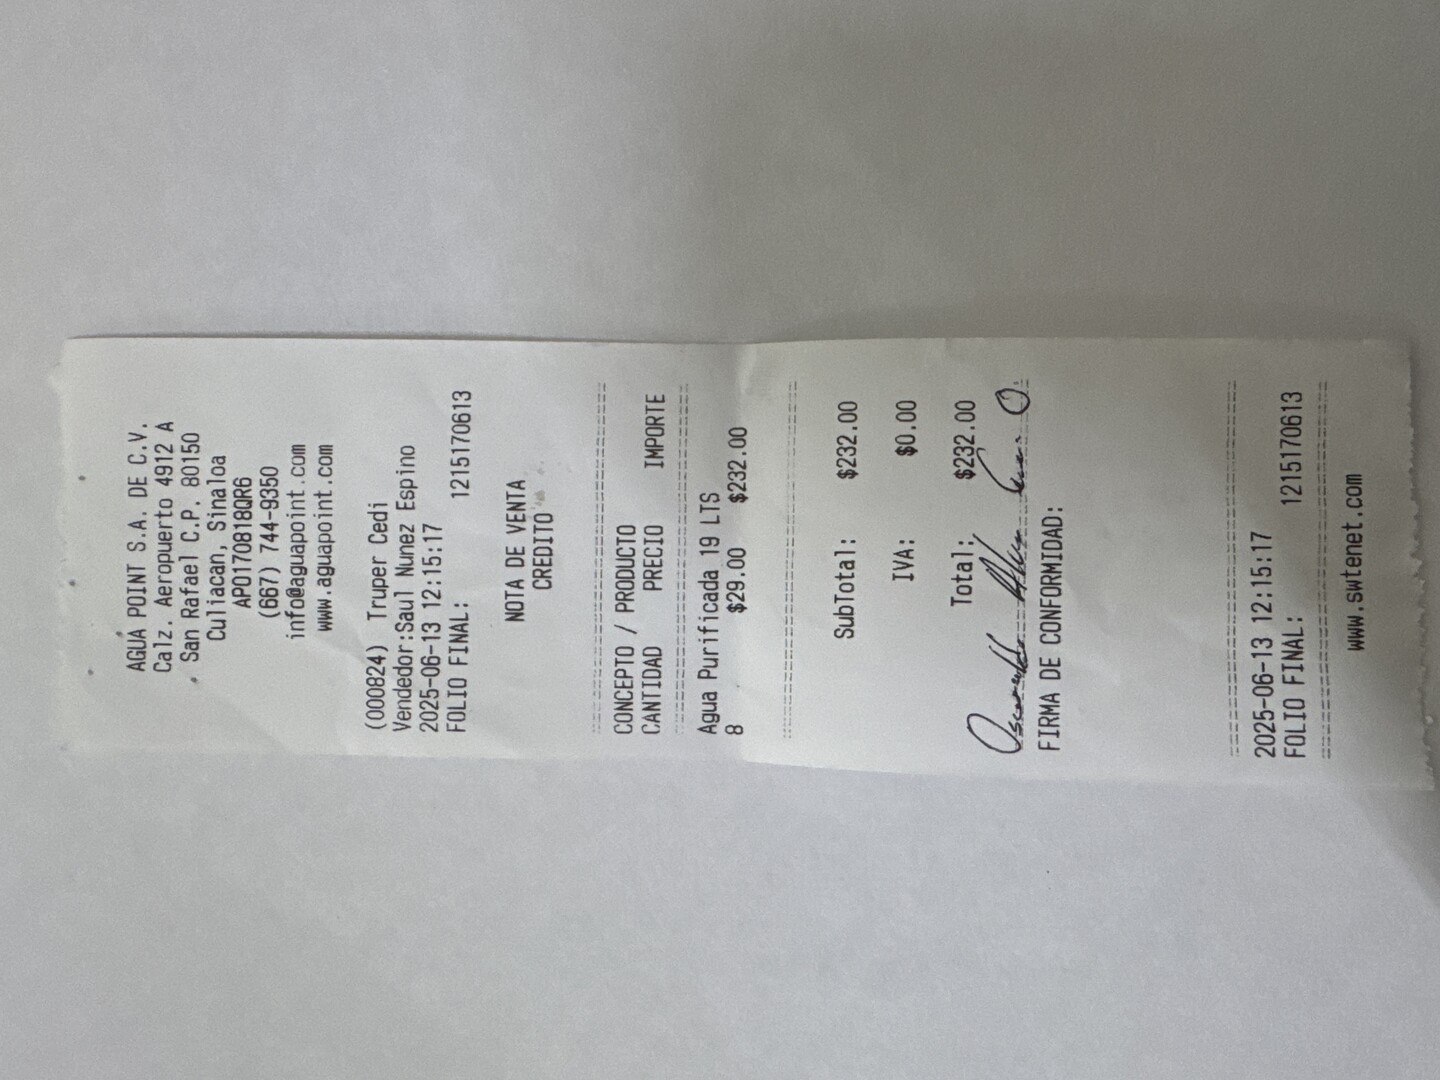 AGUA POINT S.A. DE C.V.
Calz. Aeropuerto 4912 A
San Rafael C.P. 80150
Culiacan, Sinaloa
APO170818QR6
(667) 744-9350
info@aguapoint.com
www.aguapoint.com
(000824) Truper Cedi
Vendedor:Saul Nunez Espino
2025-06-13 12:15:17
FOLIO FINAL: 1215170613
NOTA DE VENTA
CREDITO
CONCEPTO / PRODUCTO
CANTIDAD PRECIO IMPORTE
Agua Purificada 19 LTS
8 $29.00 $232.00
SubTotal: $232.00
IVA: $0.00
Total: $232.00
FIRMA DE CONFORMIDAD:
2025-06-13 12:15:17
FOLIO FINAL: 1215170613
www.swtenet.com